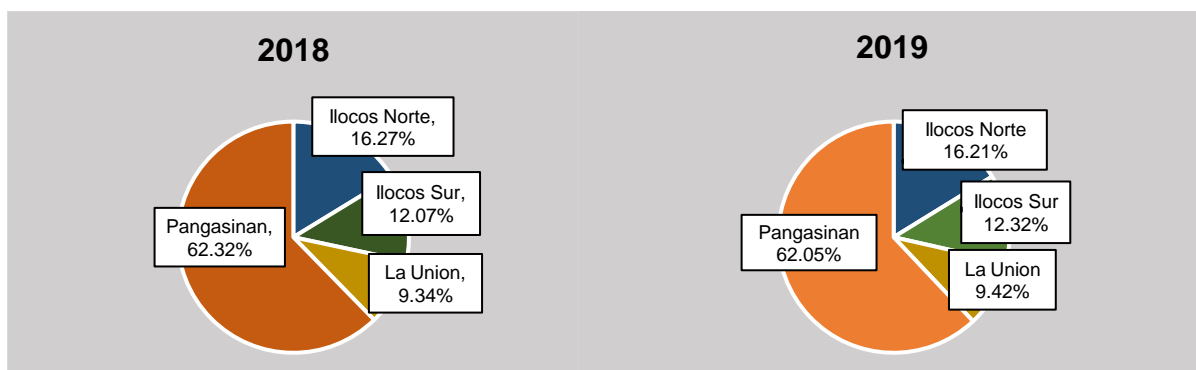 2018
Ilocos Norte,
16.27%
Ilocos Sur,
12.07%
La Union,
9.34%
Pangasinan,
62.32%
2019
Ilocos Norte
16.21%
Ilocos Sur
12.32%
La Union
9.42%
Pangasinan
62.05%